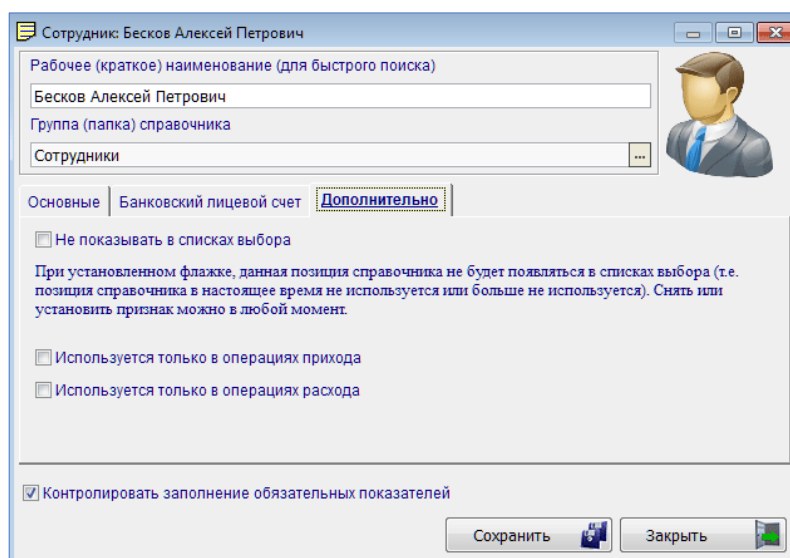 Сотрудник: Бесков Алексей Петрович
Рабочее (краткое) наименование (для быстрого поиска)
Бесков Алексей Петрович
Группа (папка) справочника
Сотрудники
...
Основные Банковский лицевой счет Дополнительно
Не показывать в списках выбора
При установленном флажке, данная позиция справочника не будет появляться в списках выбора (т.е.
позиция справочника в настоящее время не используется или больше не используется). Снять или
установить признак можно в любой момент.
Используется только в операциях прихода
Используется только в операциях расхода
Контролировать заполнение обязательных показателей
Сохранить Закрыть